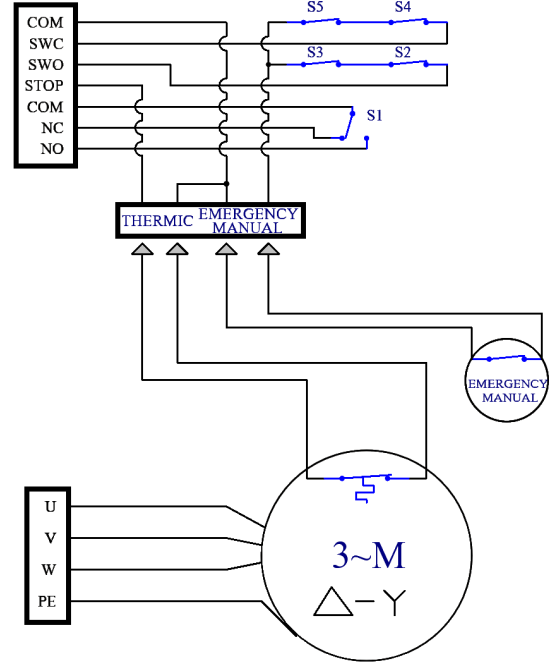 COM
SWC
SWO
STOP
COM
NC
NO
S5 S4
S3 S2
S1
THERMIC EMERGENCY
MANUAL
EMERGENCY
MANUAL
U
V
W
PE
3~M
△–Y